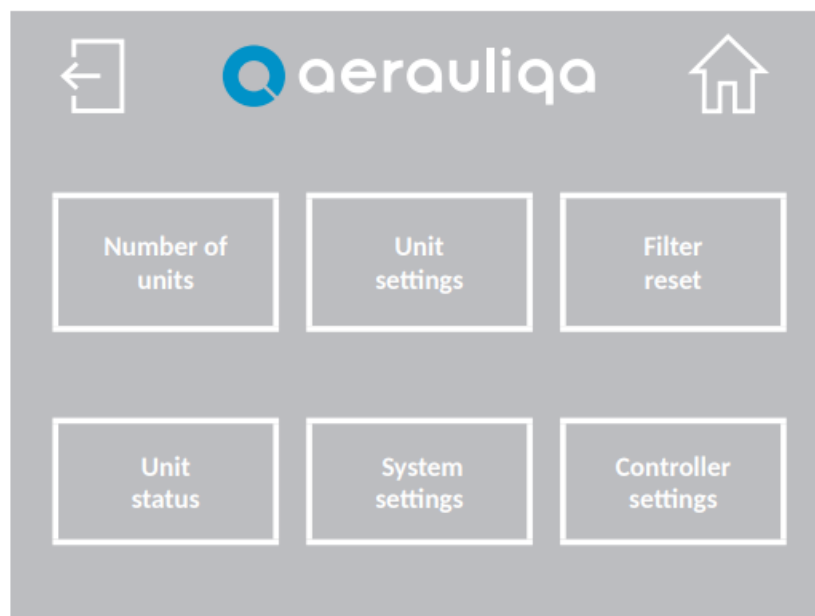 aerauliqa
Number of
units
Unit
settings
Filter
reset
Unit
status
System
settings
Controller
settings